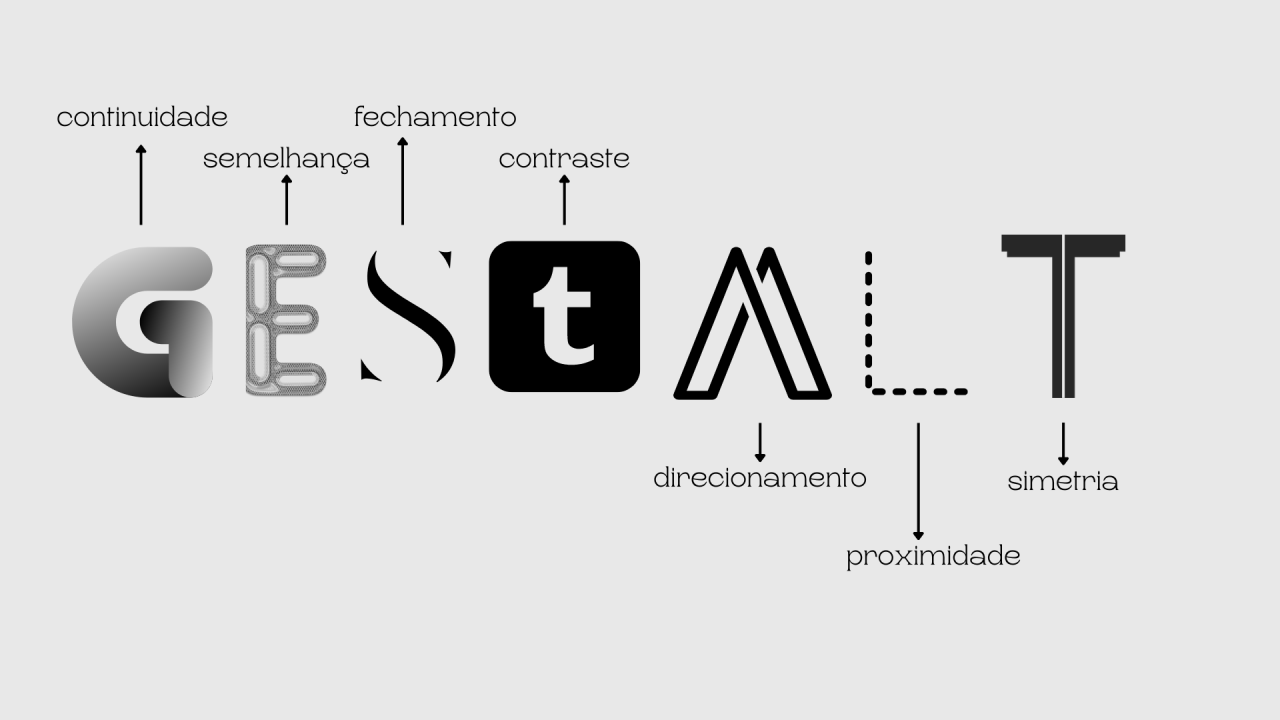 continuidade
fechamento
semelhança
contraste
GEStALT
direcionamento
simetria
proximidade